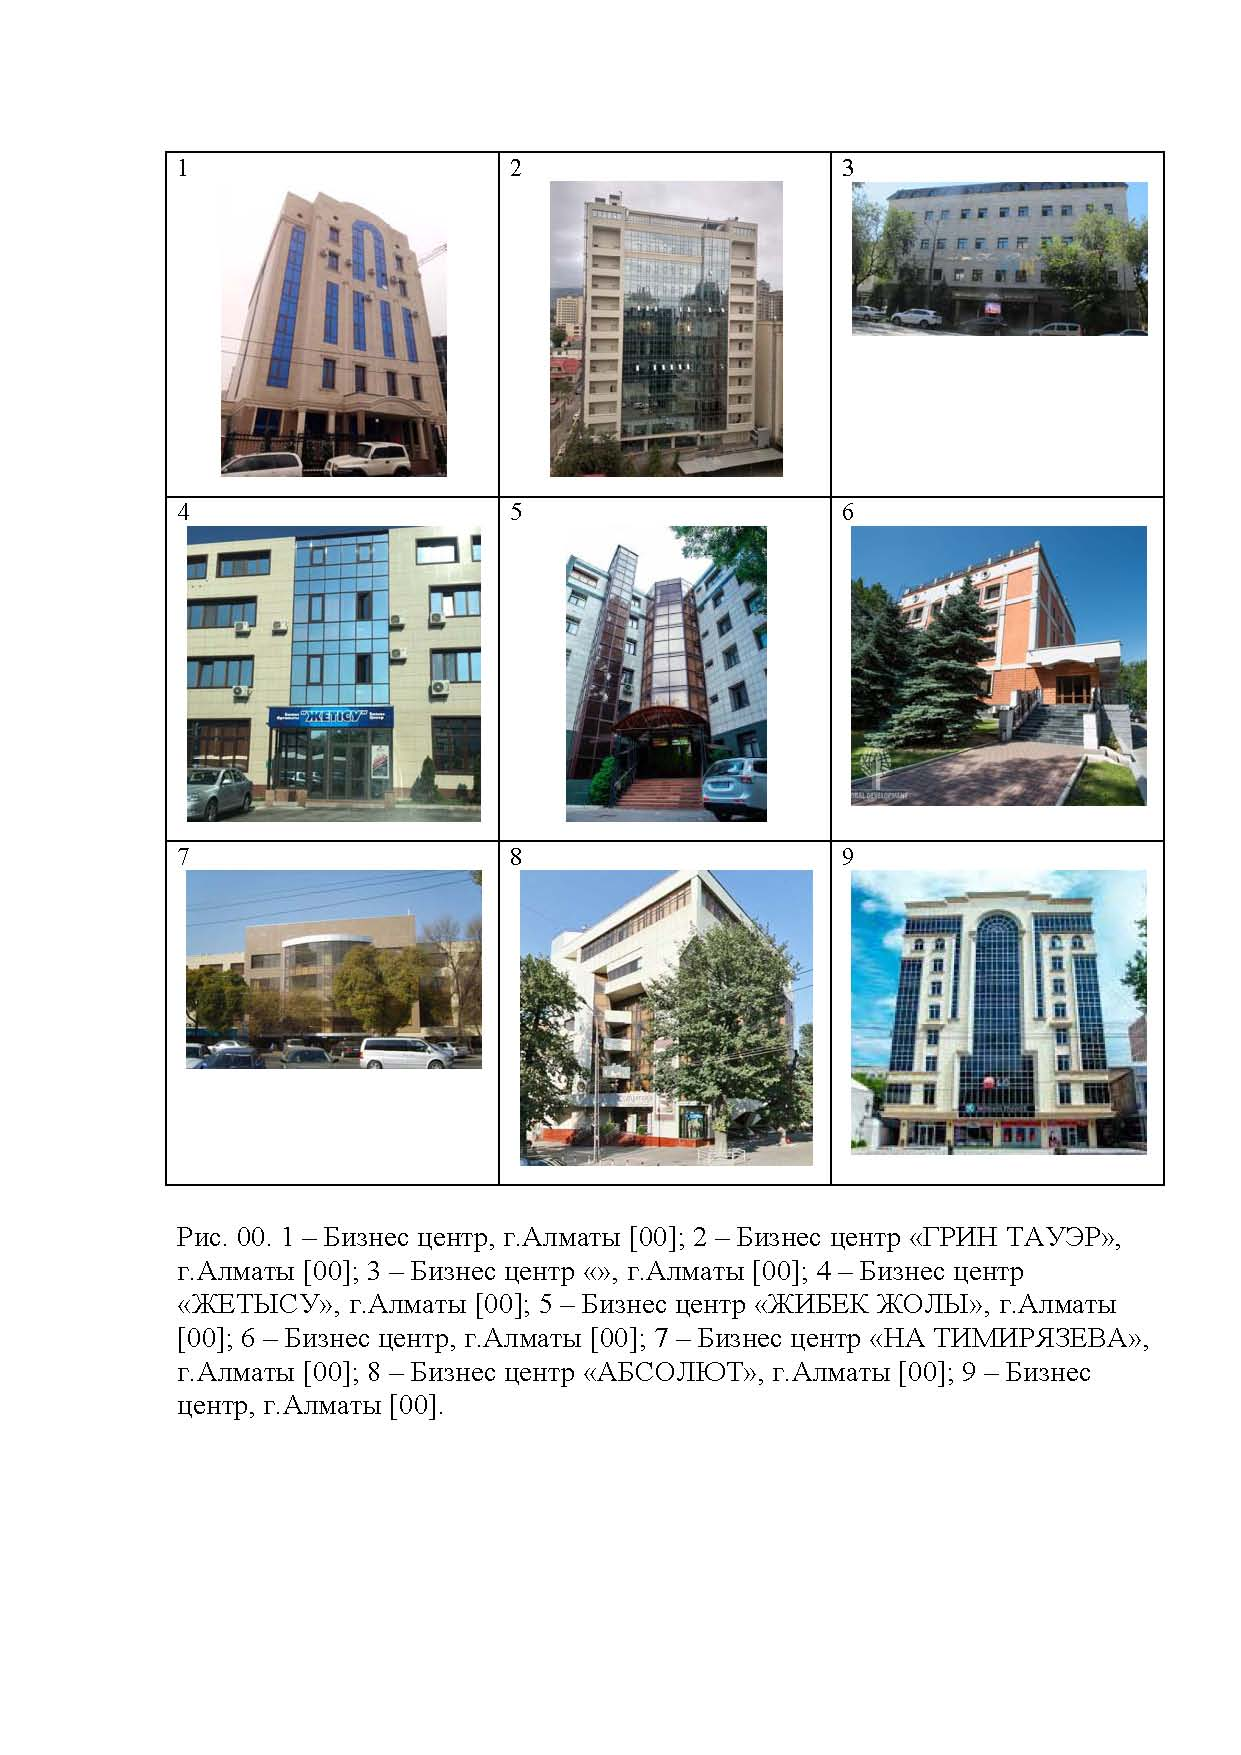 1
2
3
4
"ЖЕТІСУ"
5
6
7
8
9
LG
Рис. 00. 1 – Бизнес центр, г.Алматы [00]; 2 – Бизнес центр «ГРИН ТАУЭР»,
г.Алматы [00]; 3 – Бизнес центр «», г.Алматы [00]; 4 – Бизнес центр
«ЖЕТЫСУ», г.Алматы [00]; 5 – Бизнес центр «ЖИБЕК ЖОЛЫ», г.Алматы
[00]; 6 – Бизнес центр, г.Алматы [00]; 7 – Бизнес центр «НА ТИМИРЯЗЕВА»,
г.Алматы [00]; 8 – Бизнес центр «АБСОЛЮТ», г.Алматы [00]; 9 – Бизнес
центр, г.Алматы [00].